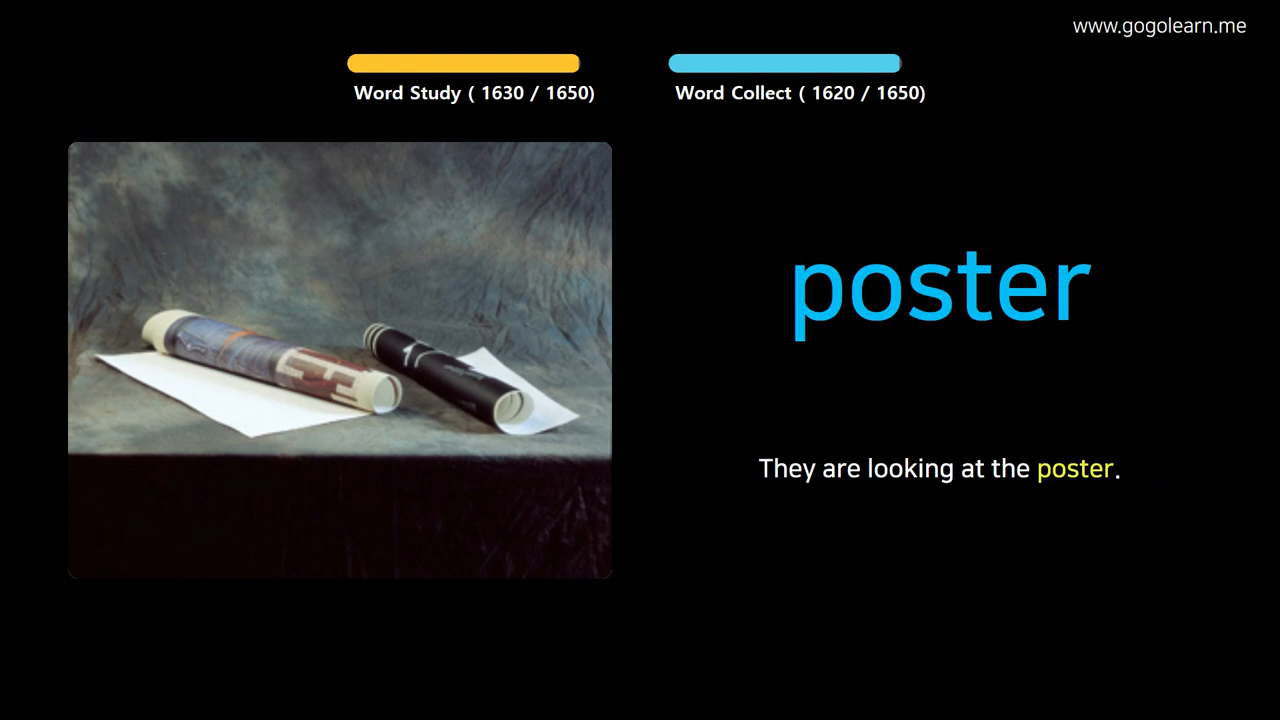 www.gogolearn.me
Word Study ( 1630 / 1650)
Word Collect ( 1620 / 1650)
poster
They are looking at the poster.